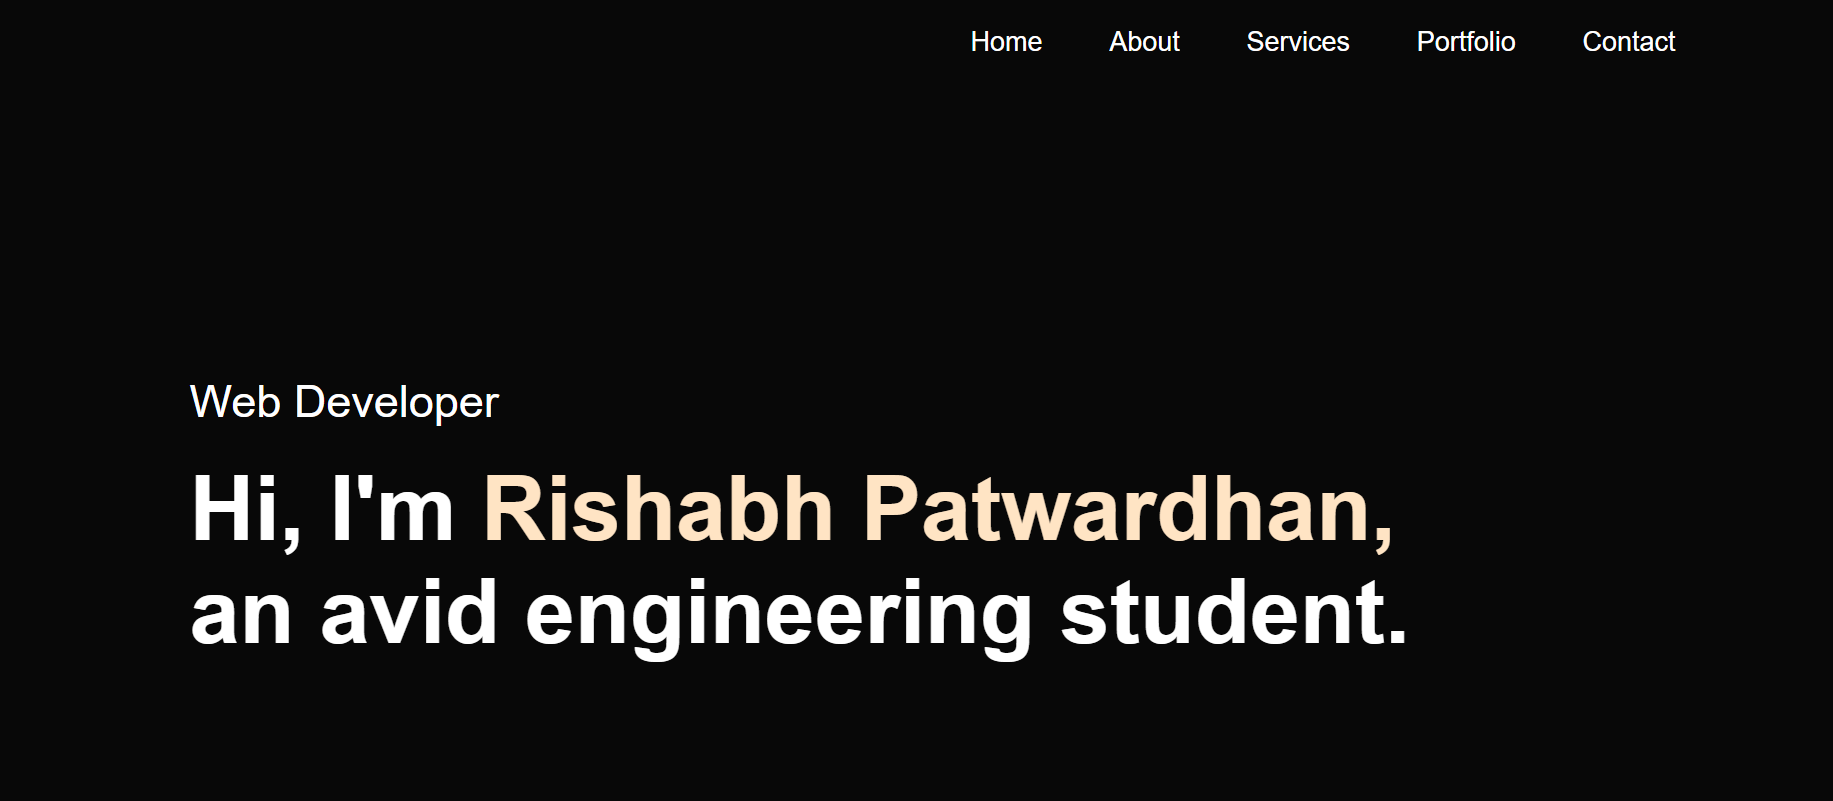 Home About Services Portfolio Contact
Web Developer
Hi, I'm Rishabh Patwardhan,
an avid engineering student.